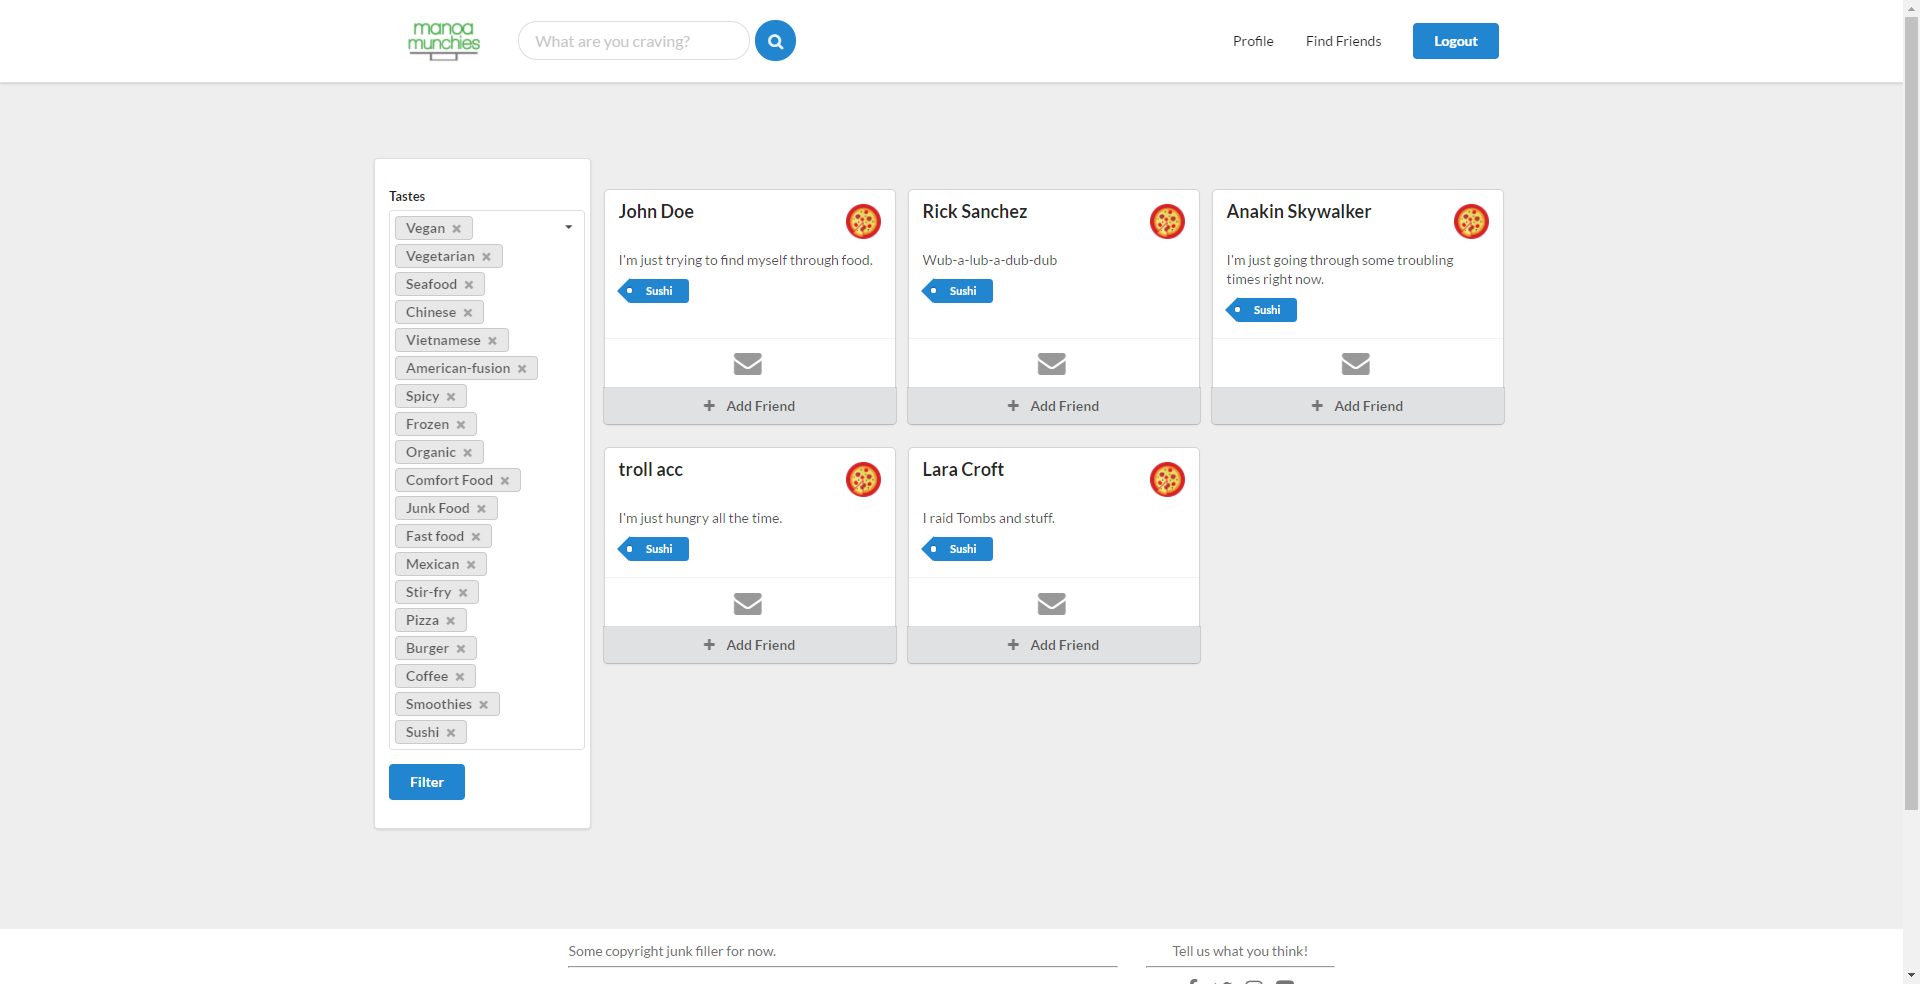 manoa
munchies
What are you craving?
Profile
Find Friends
Logout
Tastes
Vegan
Vegetarian
Seafood
Chinese
Vietnamese
American-fusion
Spicy
Frozen
Organic
Comfort Food
Junk Food
Fast food
Mexican
Stir-fry
Pizza
Burger
Coffee
Smoothies
Sushi
Filter
John Doe
I'm just trying to find myself through food.
Sushi
Add Friend
Rick Sanchez
Wub-a-lub-a-dub-dub
Sushi
Add Friend
Anakin Skywalker
I'm just going through some troubling
times right now.
Sushi
Add Friend
troll acc
I'm just hungry all the time.
Sushi
Add Friend
Lara Croft
I raid Tombs and stuff.
Sushi
Add Friend
Some copyright junk filler for now.
Tell us what you think!